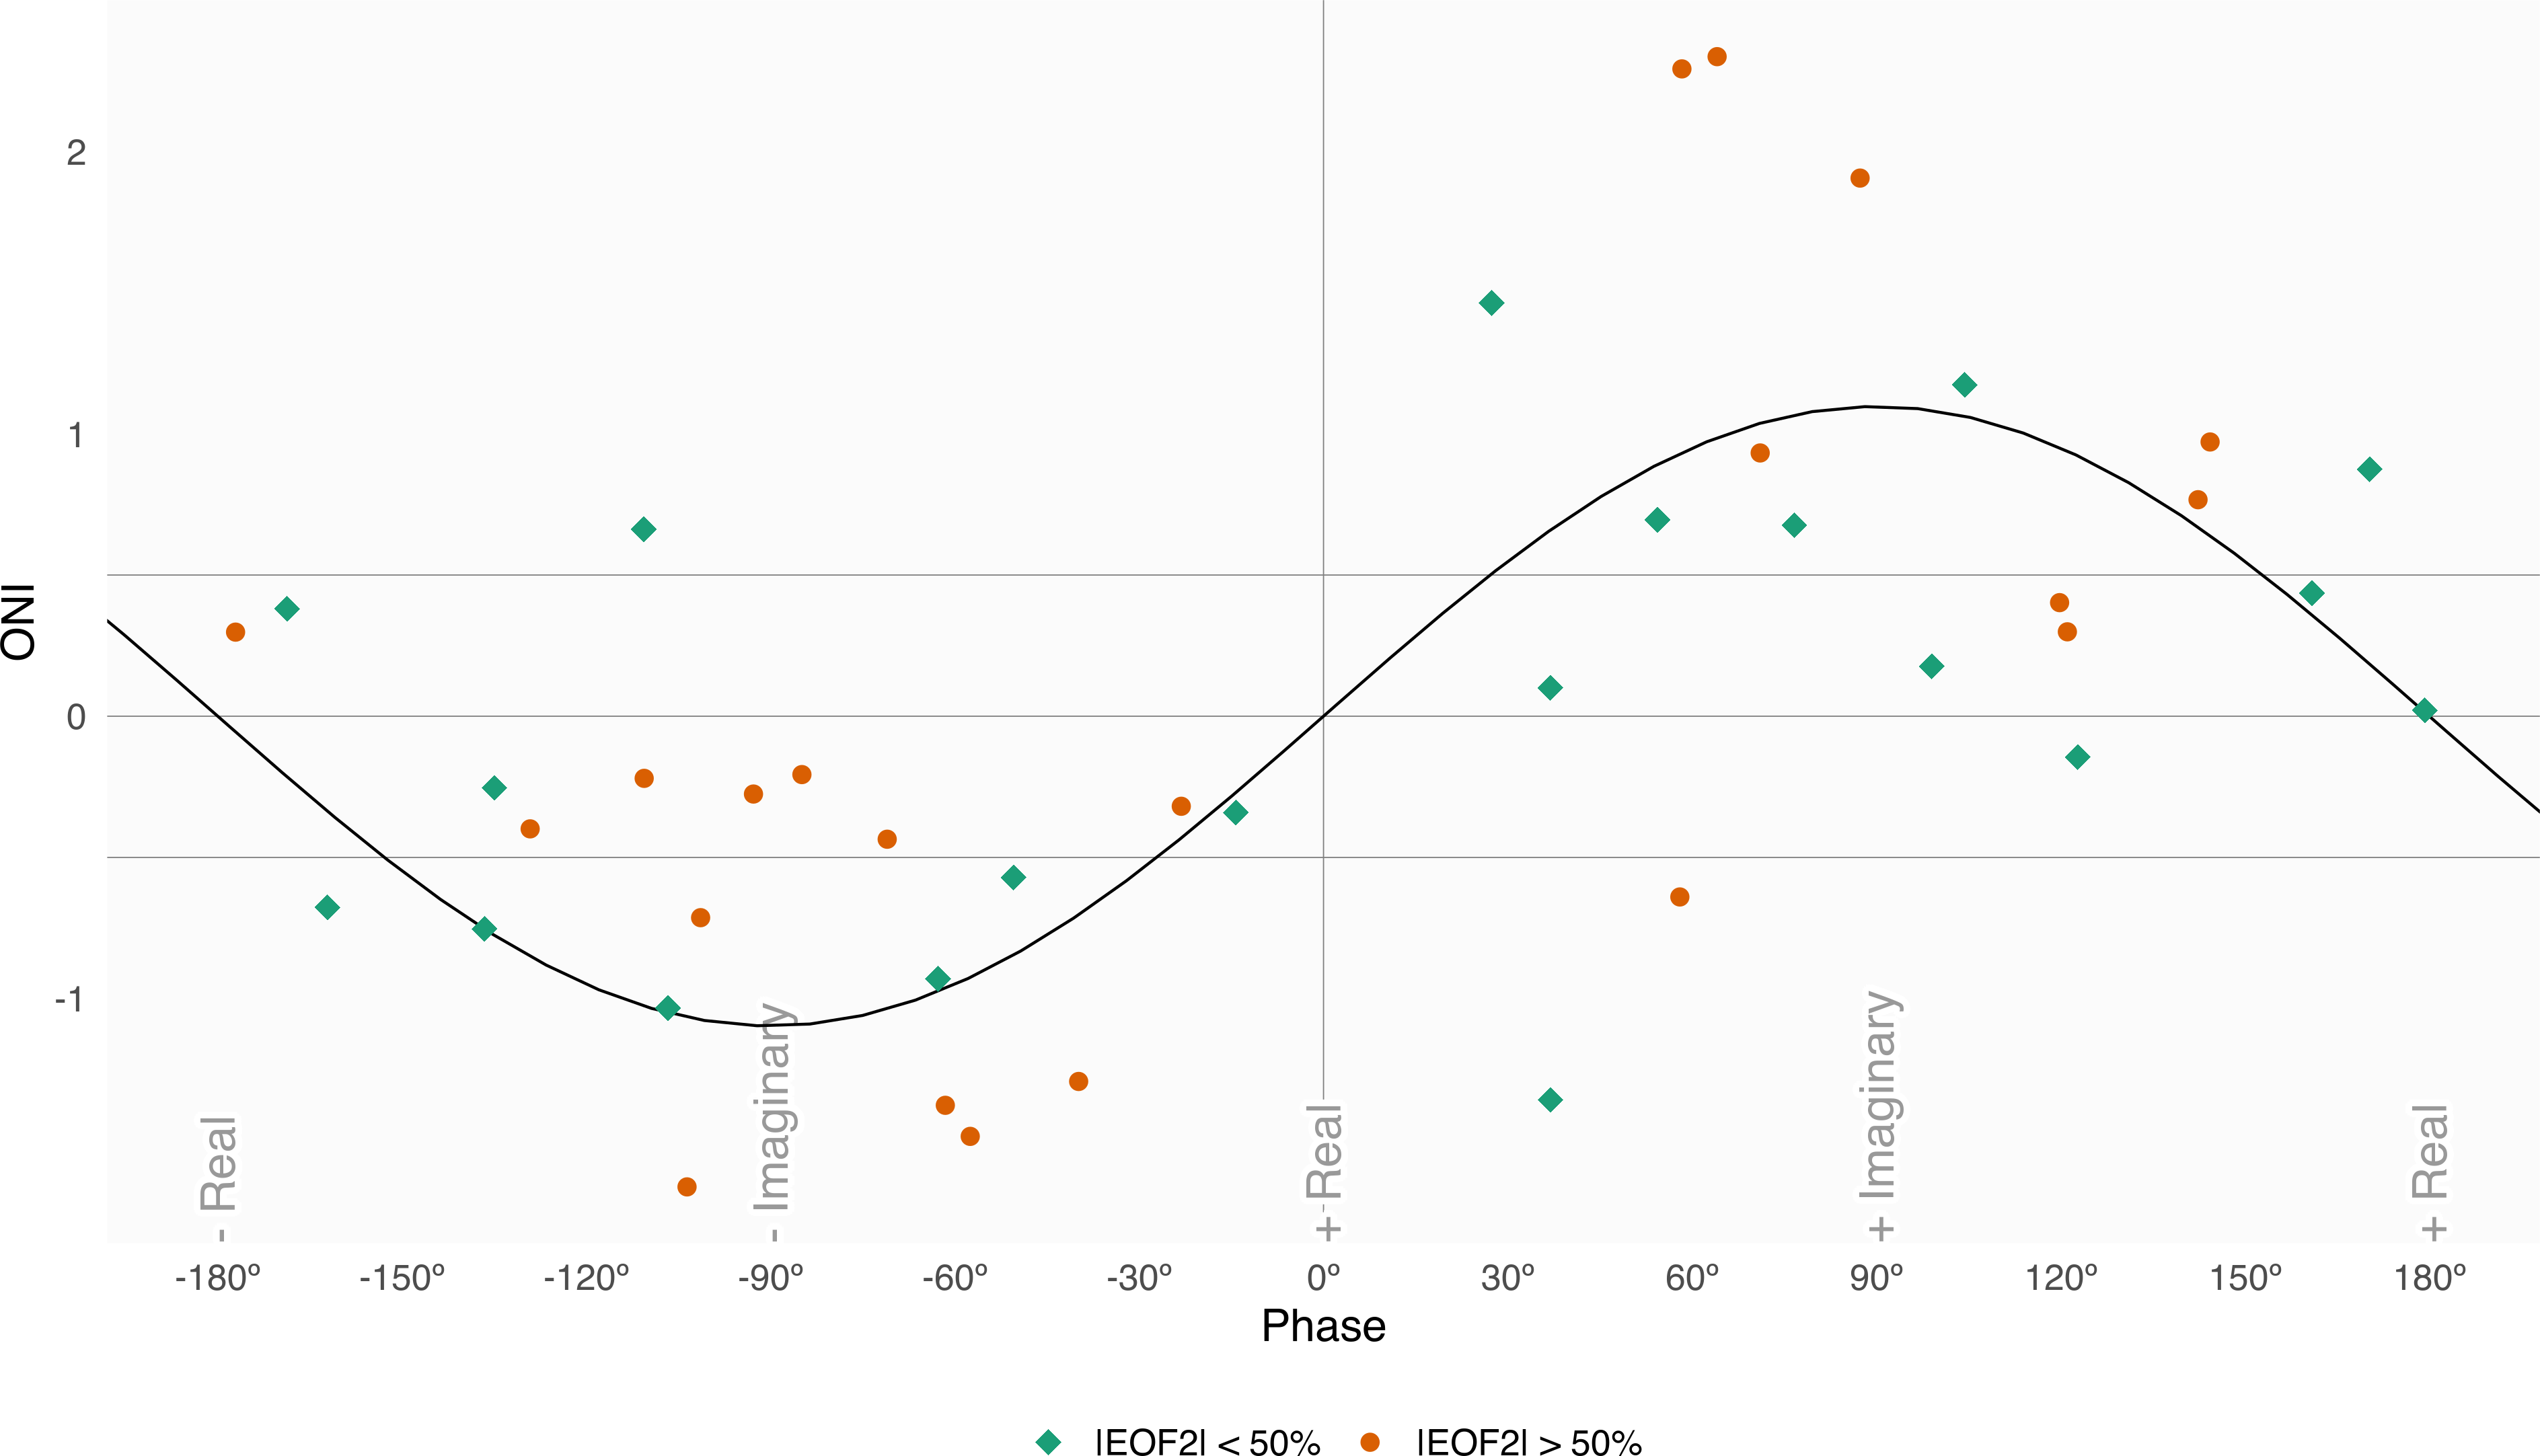 2
1
0
-1
ONI
- Real
- Imaginary
+ Real
+ Imaginary
+ Real
-180º -150º -120º -90º -60º -30º 0º 30º 60º 90º 120º 150º 180º
Phase
|EOF2| < 50% |EOF2| > 50%